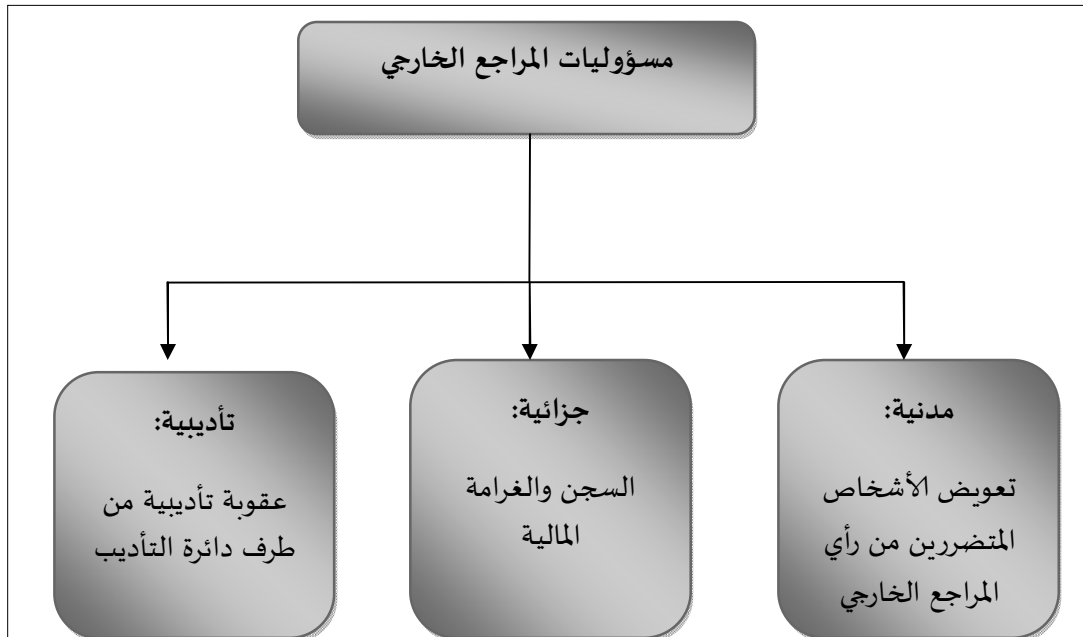 مسؤوليات المراجع الخارجي
مدنية:
تعويض الأشخاص
المتضررين من رأي
المراجع الخارجي
جزائية:
السجن والغرامة
المالية
تأديبية:
عقوبة تأديبية من
طرف دائرة التأديب